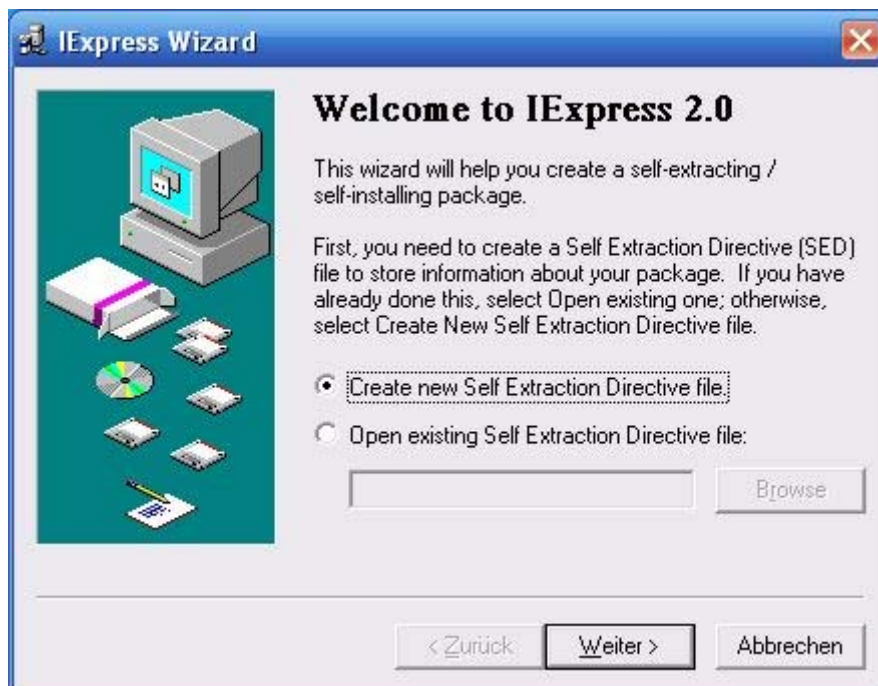 IExpress Wizard
Welcome to IExpress 2.0
This wizard will help you create a self-extracting /
self-installing package.
First, you need to create a Self Extraction Directive (SED)
file to store information about your package.  If you have
already done this, select Open existing one; otherwise,
select Create New Self Extraction Directive file.
Create new Self Extraction Directive file.
Open existing Self Extraction Directive file:
Browse
< Zurück
Weiter >
Abbrechen